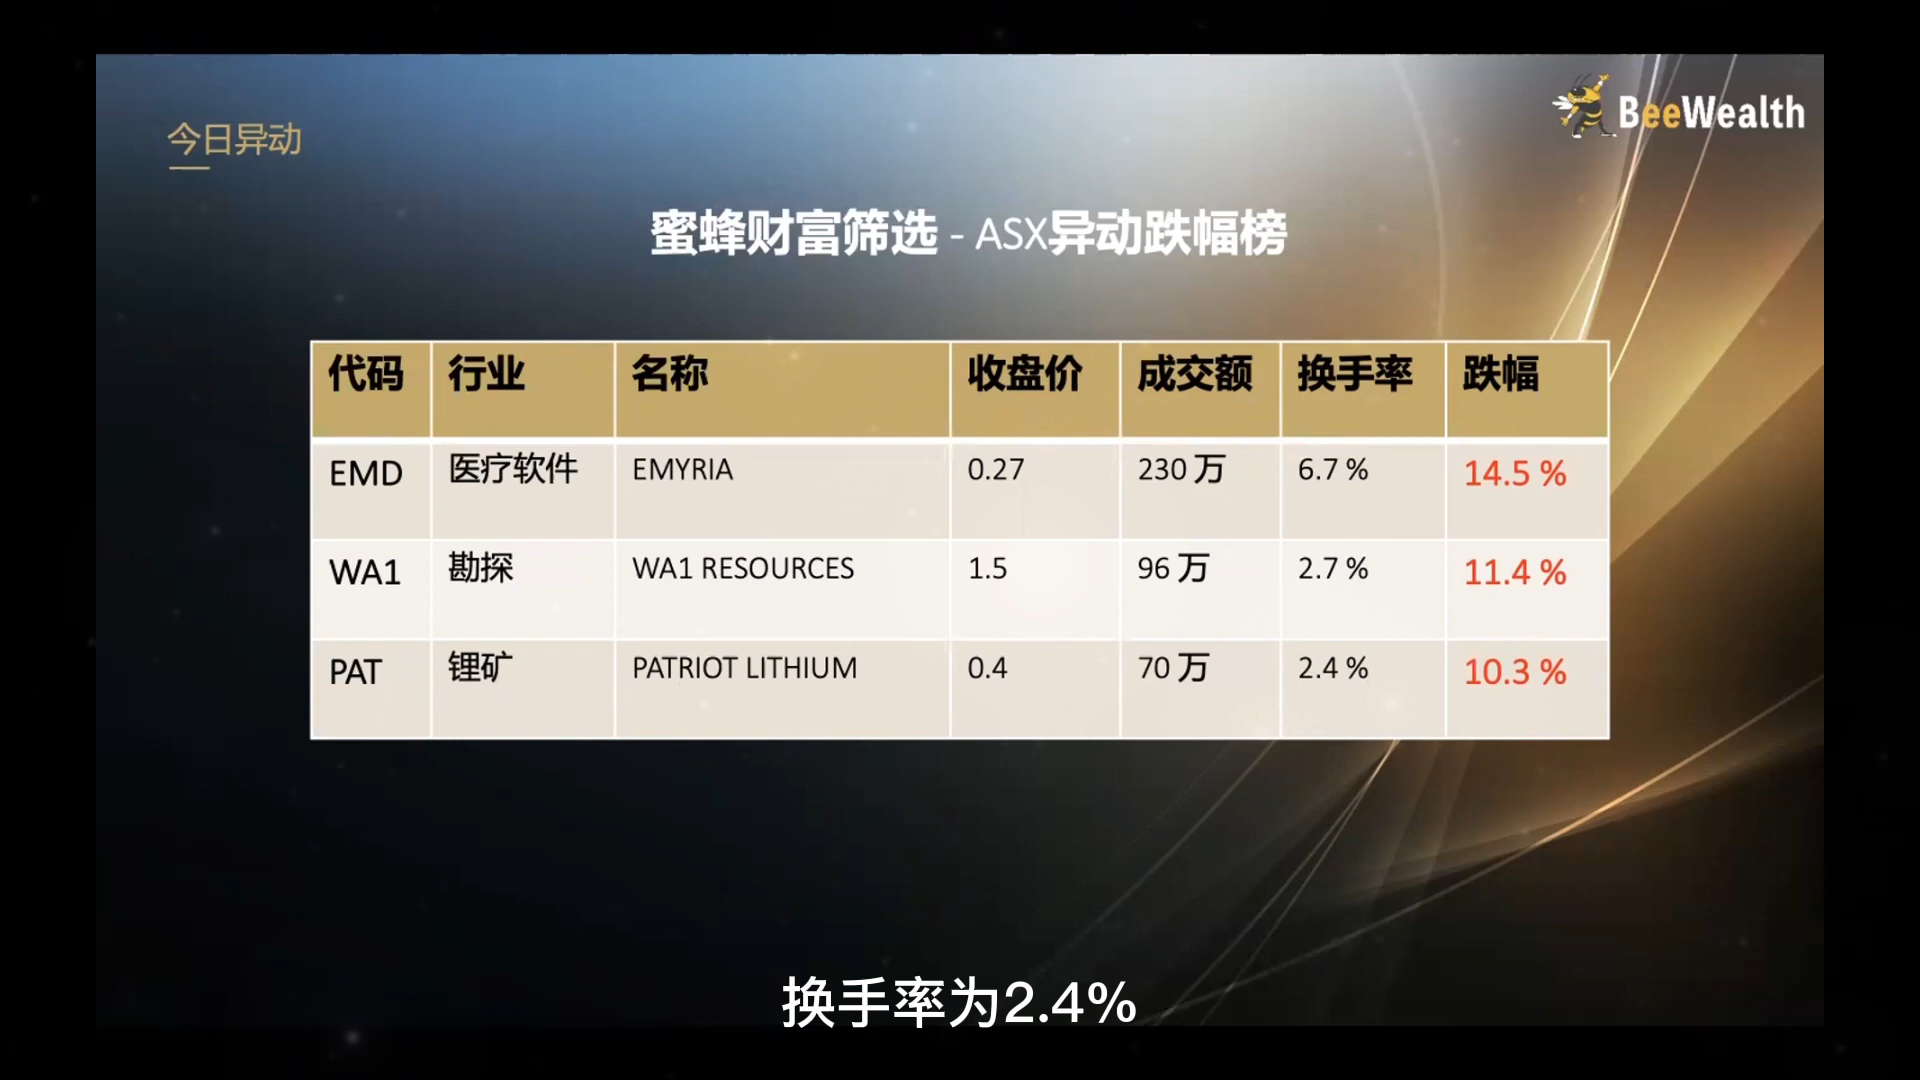 今日异动
BeeWealth
蜜蜂财富筛选 - ASX异动跌幅榜
代码 行业 名称 收盘价 成交额 换手率 跌幅
EMD 医疗软件 EMYRIA 0.27 230 万 6.7 % 14.5 %
WA1 勘探 WA1 RESOURCES 1.5 96 万 2.7 % 11.4 %
PAT 锂矿 PATRIOT LITHIUM 0.4 70 万 2.4 % 10.3 %
换手率为2.4%